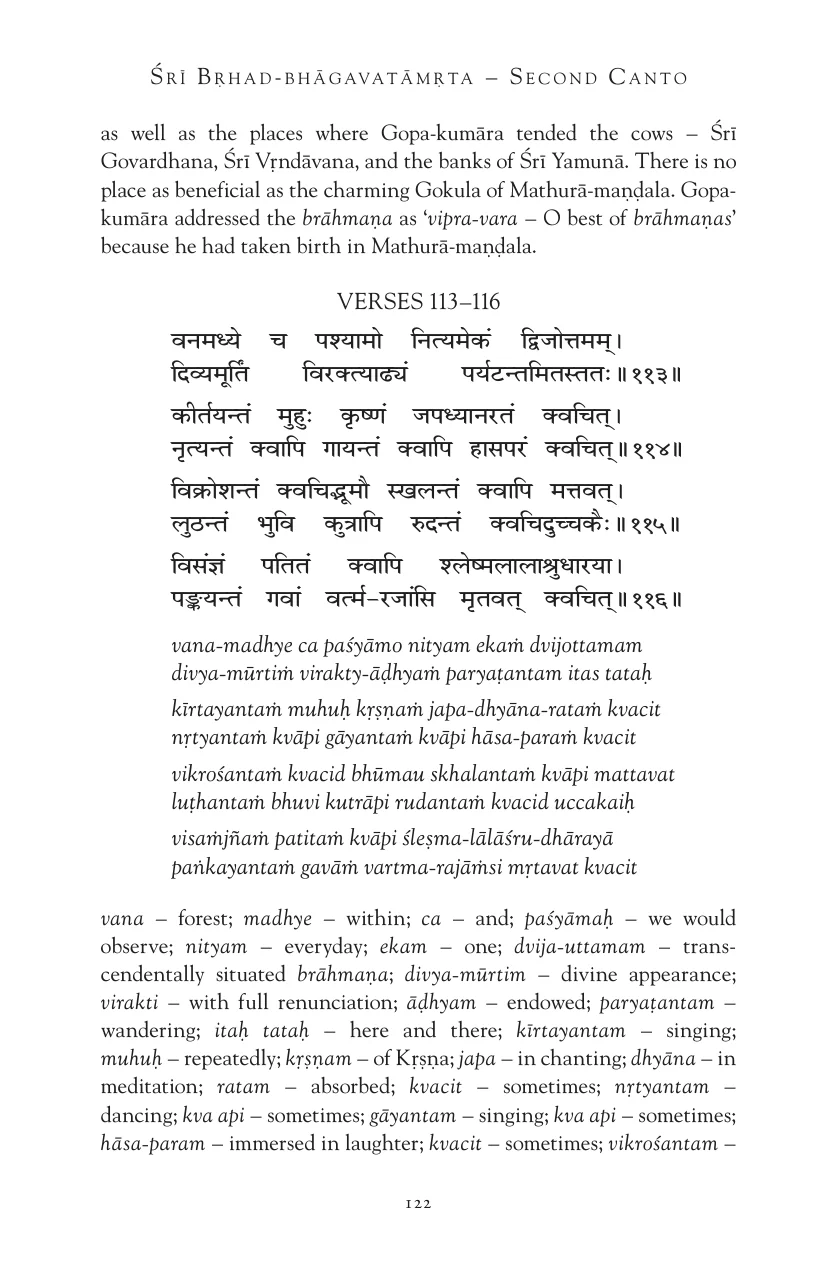 ŚRĪ BṚHAD-BHĀGAVATĀMṚTA – SECOND CANTO
as well as the places where Gopa-kumāra tended the cows – Śrī
Govardhana, Śrī Vṛndāvana, and the banks of Śrī Yamunā. There is no
place as beneficial as the charming Gokula of Mathurā-maṇḍala. Gopa-
kumāra addressed the brāhmaṇa as ‘vipra-vara – O best of brāhmaṇas’
because he had taken birth in Mathurā-maṇḍala.
VERSES 113–116
वनमध्ये च पश्यामो नित्यमेकं द्विजोत्तमम्।
दिव्यमूर्तिं विरक्त्याढ्यं पर्यटन्तमितस्ततः॥११३॥
कीर्तयन्तं मुहुः कृष्णं जपध्यानरतं क्वचित्।
नृत्यन्तं क्वापि गायन्तं क्वापि हासपरं क्वचित्॥११४॥
विक्रोशन्तं क्वचिद्भूमौ स्खलन्तं क्वापि मत्तवत्।
लुठन्तं भुवि कुत्रापि रुदन्तं क्वचिदुच्चकैः॥११५॥
विसंज्ञं पतितं क्वापि श्लेष्मलालाश्रुधारया।
पङ्कयन्तं गवां वर्त्म-रजांसि मृतवत् क्वचित्॥११६॥
vana-madhye ca paśyāmo nityam ekaṁ dvijottamam
divya-mūrtiṁ virakty-āḍhyaṁ paryaṭantam itas tataḥ
kīrtayantaṁ muhuḥ kṛṣṇaṁ japa-dhyāna-rataṁ kvacit
nṛtyantaṁ kvāpi gāyantaṁ kvāpi hāsa-paraṁ kvacit
vikrośantaṁ kvacid bhūmau skhalantaṁ kvāpi mattavat
luṭhantaṁ bhuvi kutrāpi rudantaṁ kvacid uccakaiḥ
visaṁjñaṁ patitaṁ kvāpi śleṣma-lālāśru-dhārayā
paṅkayantaṁ gavāṁ vartma-rajāṁsi mṛtavat kvacit
vana – forest; madhye – within; ca – and; paśyāmaḥ – we would
observe; nityam – everyday; ekam – one; dvija-uttamam – trans-
cendentally situated brāhmaṇa; divya-mūrtim – divine appearance;
virakti – with full renunciation; āḍhyam – endowed; paryaṭantam –
wandering; itaḥ tataḥ – here and there; kīrtayantam – singing;
muhuḥ – repeatedly; kṛṣṇam – of Kṛṣṇa; japa – in chanting; dhyāna – in
meditation; ratam – absorbed; kvacit – sometimes; nṛtyantam –
dancing; kva api – sometimes; gāyantam – singing; kva api – sometimes;
hāsa-param – immersed in laughter; kvacit – sometimes; vikrośantam –
122